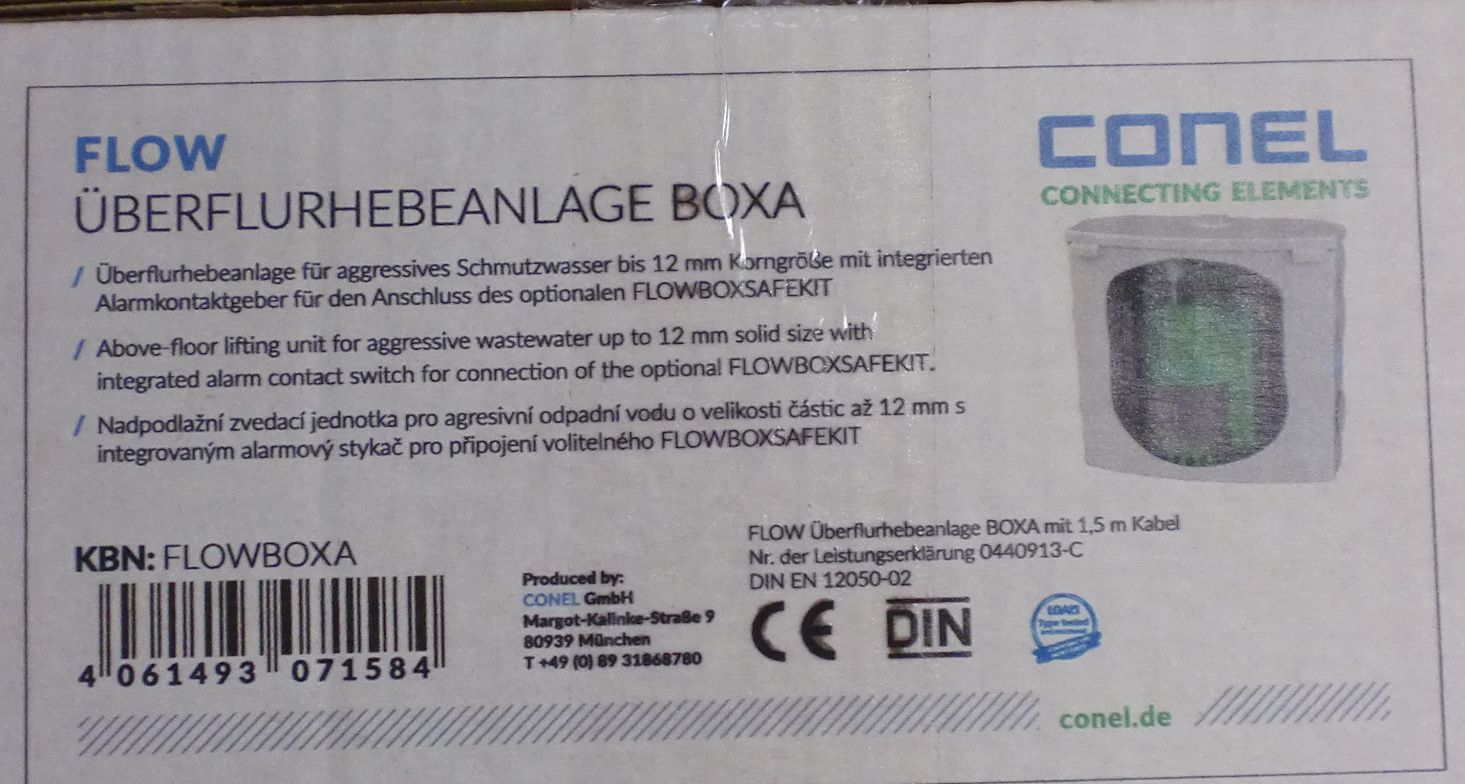 FLOW
ÜBERFLURHEBEANLAGE BOXA
CONEL
CONNECTING ELEMENTS
/ Überflurhebeanlage für aggressives Schmutzwasser bis 12 mm Korngröße mit integrierten
Alarmkontaktgeber für den Anschluss des optionalen FLOWBOXSAFEKIT
/ Above-floor lifting unit for aggressive wastewater up to 12 mm solid size with
integrated alarm contact switch for connection of the optional FLOWBOXSAFEKIT.
/ Nadpodlažní zvedací jednotka pro agresivní odpadní vodu o velikosti částic až 12 mm s
integrovaným alarmový stykač pro připojení volitelného FLOWBOXSAFEKIT
KBN: FLOWBOXA
4 061493 071584
Produced by:
CONEL GmbH
Margot-Kalinke-Straße 9
80939 München
T +49 (0) 89 31868780
FLOW Überflurhebeanlage BOXA mit 1,5 m Kabel
Nr. der Leistungserklärung 0440913-C
DIN EN 12050-02
CE
DIN
LGA
Type tested
conel.de